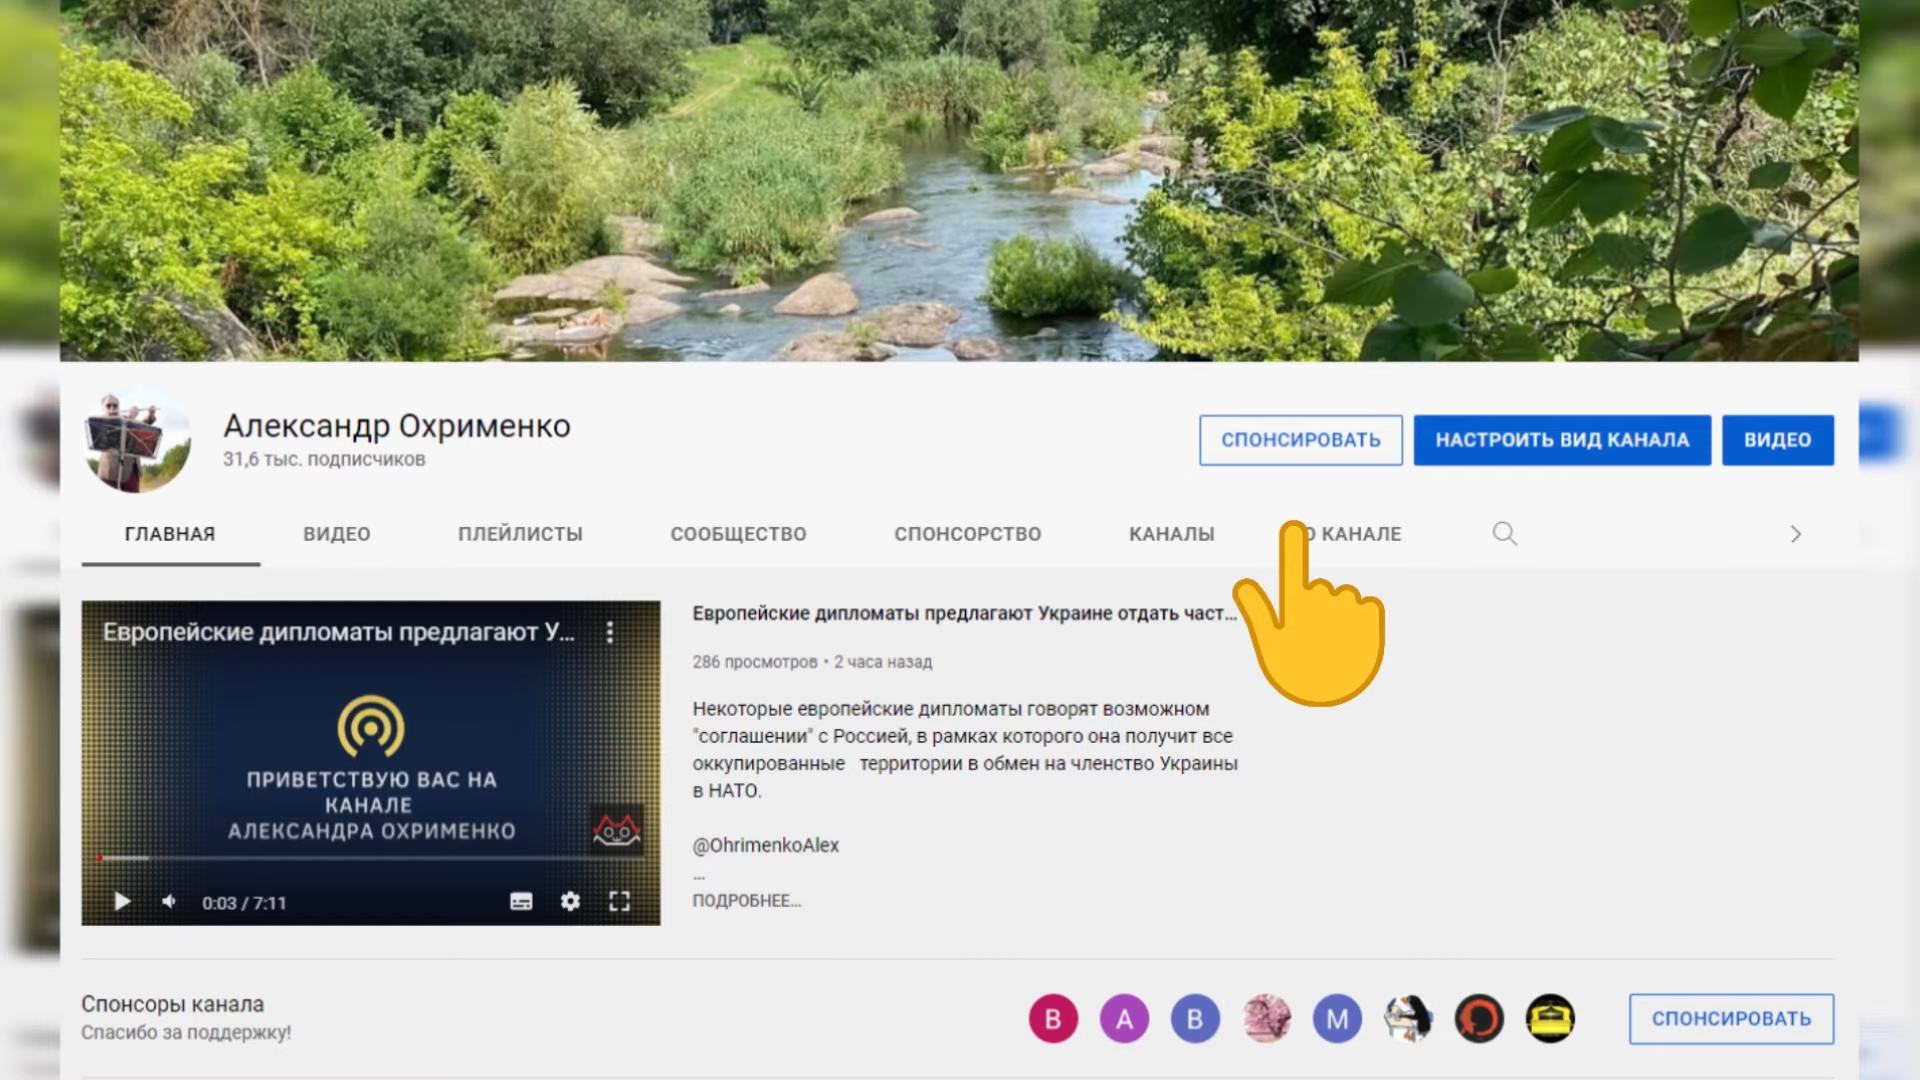 Александр Охрименко
31,6 тыс. подписчиков
СПОНСИРОВАТЬ
НАСТРОИТЬ ВИД КАНАЛА
ВИДЕО
ГЛАВНАЯ
ВИДЕО
ПЛЕЙЛИСТЫ
СООБЩЕСТВО
СПОНСОРСТВО
КАНАЛЫ
О КАНАЛЕ
Европейские дипломаты предлагают У...
ПРИВЕТСТВУЮ ВАС НА
КАНАЛЕ
АЛЕКСАНДРА ОХРИМЕНКО
0:03 / 7:11
Европейские дипломаты предлагают Украине отдать част...
286 просмотров • 2 часа назад
Некоторые европейские дипломаты говорят возможном
"соглашении" с Россией, в рамках которого она получит все
оккупированные территории в обмен на членство Украины
в НАТО.
@OhrimenkoAlex
...
ПОДРОБНЕЕ...
Спонсоры канала
Спасибо за поддержку!
В
А
В
М
СПОНСИРОВАТЬ